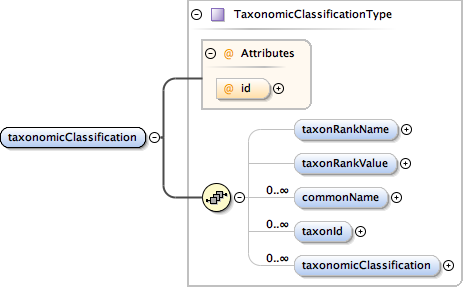 TaxonomicClassificationType
@ Attributes
@ id
taxonomicClassification
taxonRankName
taxonRankValue
0..∞ commonName
0..∞ taxonId
0..∞ taxonomicClassification